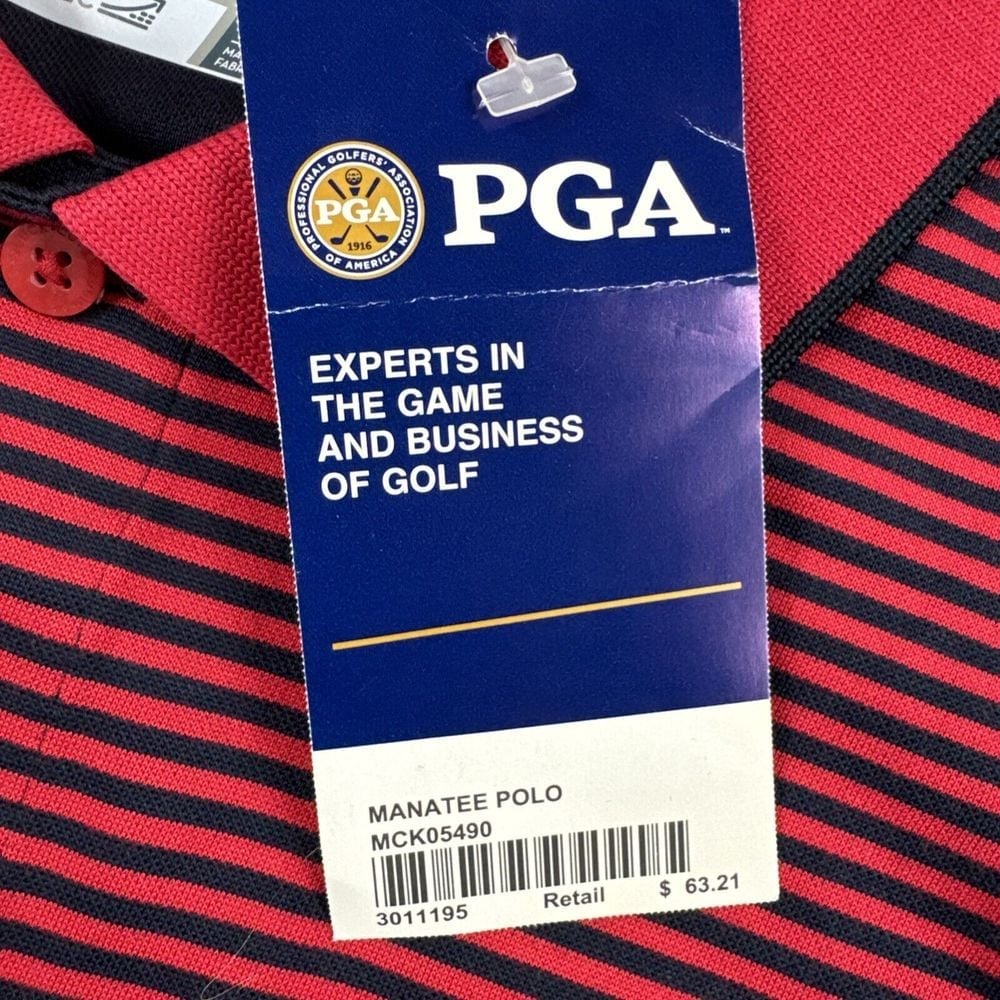 PROFESSIONAL GOLFERS' ASSOCIATION
PGA
1916
OF AMERICA
PGA™
EXPERTS IN
THE GAME
AND BUSINESS
OF GOLF
MANATEE POLO
MCK05490
3011195 Retail $ 63.21